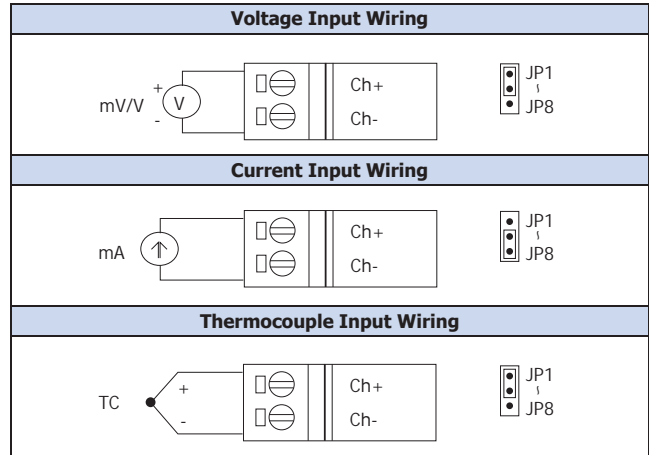 Voltage Input Wiring
mV/V
+
-
V
Ch+
Ch-
JP1
~
JP8
Current Input Wiring
mA
Ch+
Ch-
JP1
~
JP8
Thermocouple Input Wiring
TC
+
-
Ch+
Ch-
JP1
~
JP8